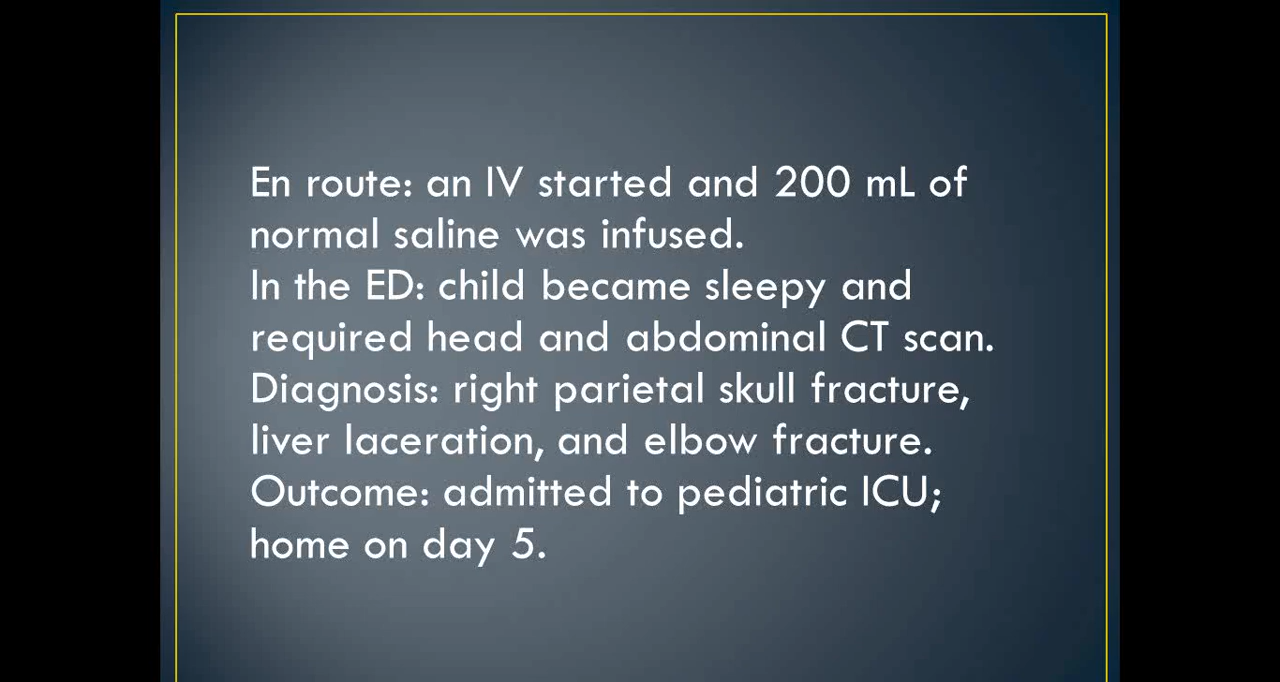 En route: an IV started and 200 mL of
normal saline was infused.
In the ED: child became sleepy and
required head and abdominal CT scan.
Diagnosis: right parietal skull fracture,
liver laceration, and elbow fracture.
Outcome: admitted to pediatric ICU;
home on day 5.